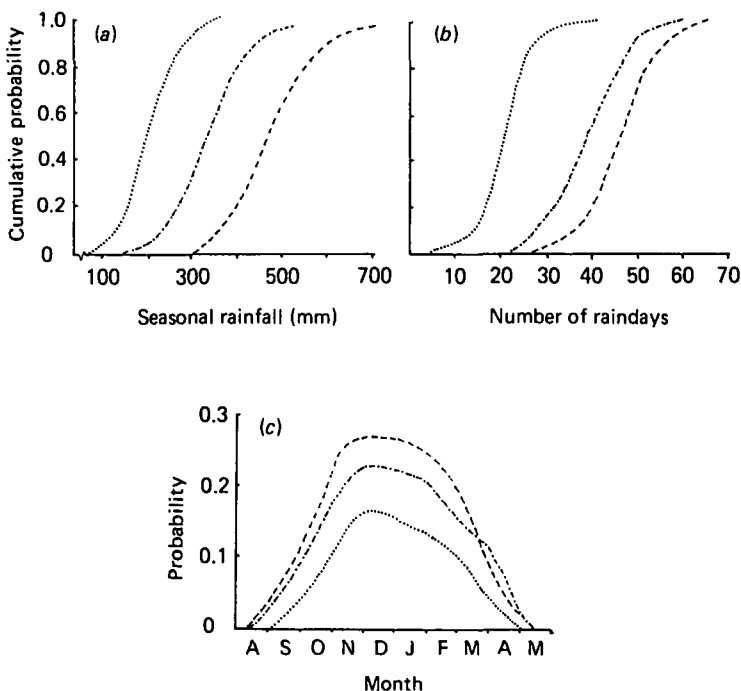 (a)
Cumulative probability
1.0
0.8
0.6
0.4
0.2
0
100 300 500 700
Seasonal rainfall (mm)
(b)
10 20 30 40 50 60 70
Number of raindays
(c)
Probability
0.3
0.2
0.1
0
A S O N D J F M A M
Month